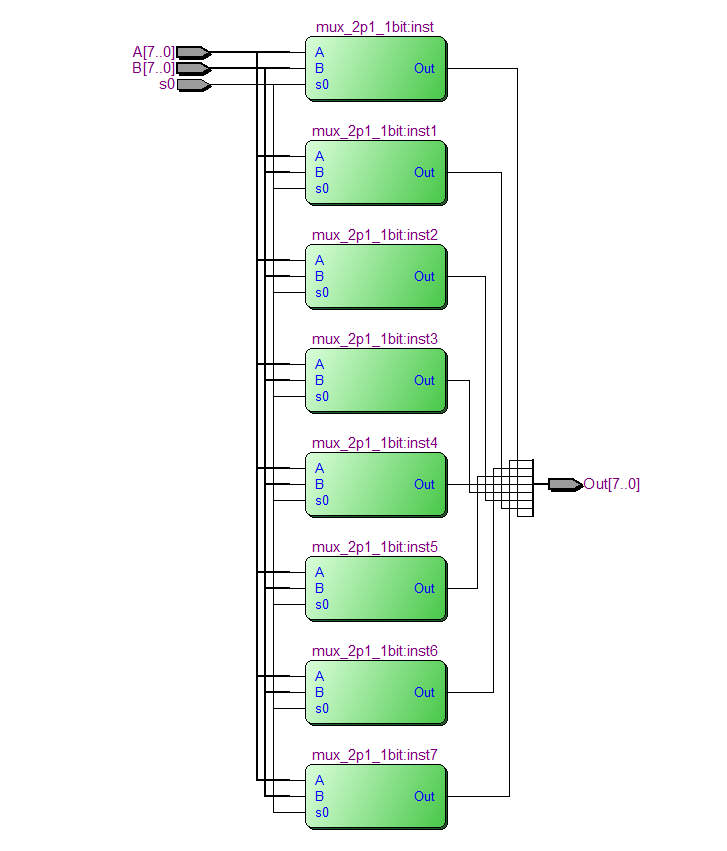 mux_2p1_1bit:inst
A[7..0]
B[7..0]
s0
A
B
s0
Out
mux_2p1_1bit:inst1
A
B
s0
Out
mux_2p1_1bit:inst2
A
B
s0
Out
mux_2p1_1bit:inst3
A
B
s0
Out
mux_2p1_1bit:inst4
A
B
s0
Out
Out[7..0]
mux_2p1_1bit:inst5
A
B
s0
Out
mux_2p1_1bit:inst6
A
B
s0
Out
mux_2p1_1bit:inst7
A
B
s0
Out